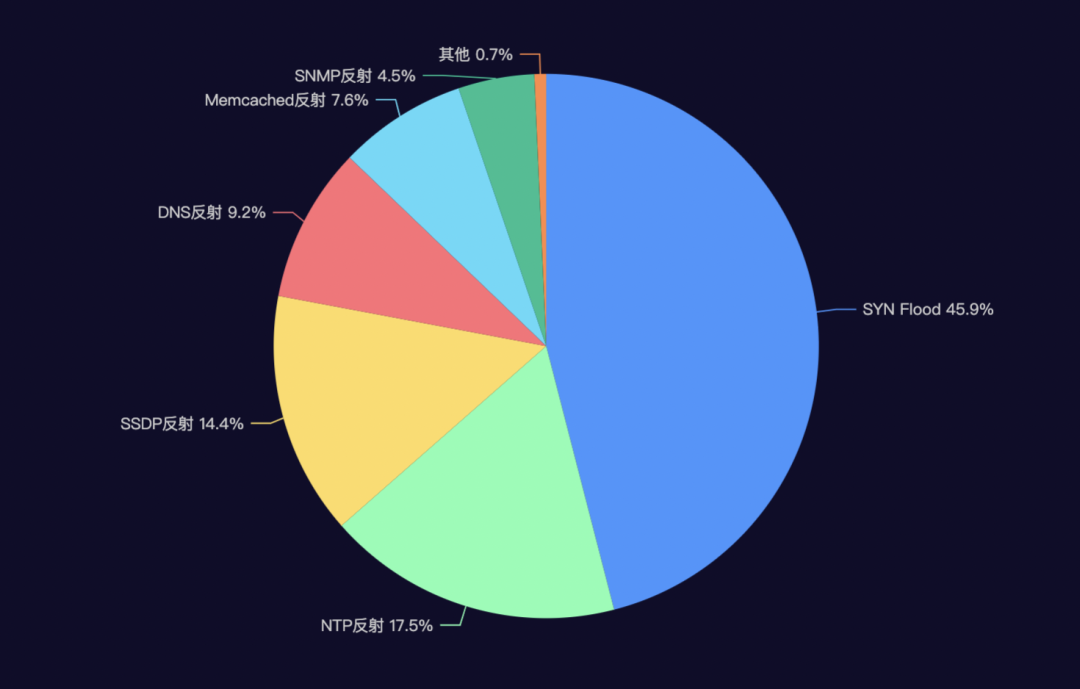 其他 0.7%
SNMP反射 4.5%
Memcached反射 7.6%
DNS反射 9.2%
SYN Flood 45.9%
SSDP反射 14.4%
NTP反射 17.5%